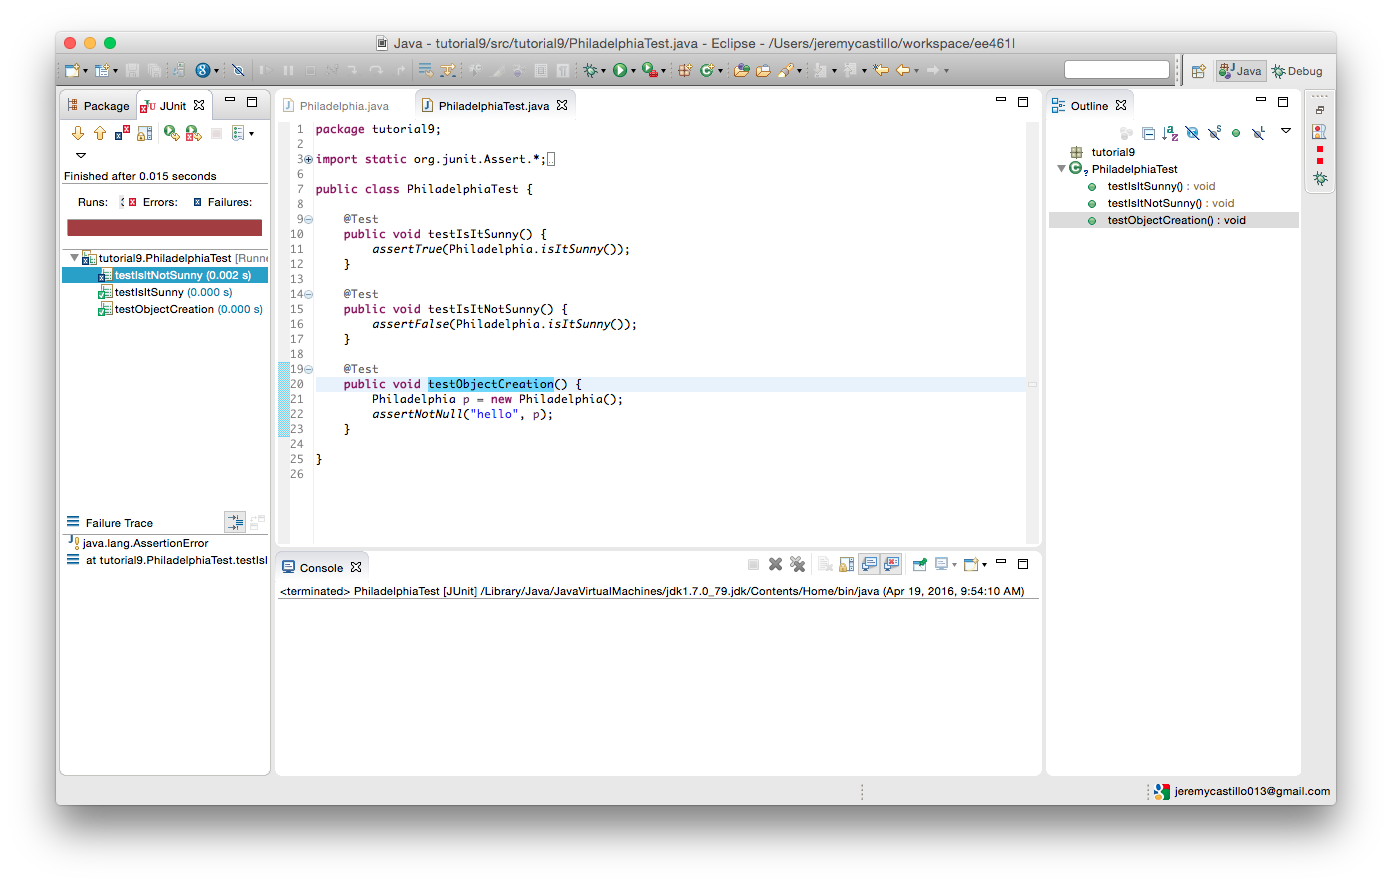 Java - tutorial9/src/tutorial9/PhiladelphiaTest.java - Eclipse - /Users/jeremycastillo/workspace/ee461l
Java
Debug
Package
JUnit
Finished after 0.015 seconds
Runs:
Errors:
Failures:
tutorial9.PhiladelphiaTest [Runne
testIsItNotSunny (0.002 s)
testIsItSunny (0.000 s)
testObjectCreation (0.000 s)
Failure Trace
java.lang.AssertionError
at tutorial9.PhiladelphiaTest.testIsI
Philadelphia.java
PhiladelphiaTest.java
1 package tutorial9;
2
3 import static org.junit.Assert.*;
6
7 public class PhiladelphiaTest {
8
9 @Test
10 public void testIsItSunny() {
11 assertTrue(Philadelphia.isItSunny());
12 }
13
14 @Test
15 public void testIsItNotSunny() {
16 assertFalse(Philadelphia.isItSunny());
17 }
18
19 @Test
20 public void testObjectCreation() {
21 Philadelphia p = new Philadelphia();
22 assertNotNull("hello", p);
23 }
24
25 }
26
Console
<terminated> PhiladelphiaTest [JUnit] /Library/Java/JavaVirtualMachines/jdk1.7.0_79.jdk/Contents/Home/bin/java (Apr 19, 2016, 9:54:10 AM)
Outline
tutorial9
PhiladelphiaTest
testIsItSunny() : void
testIsItNotSunny() : void
testObjectCreation() : void
jeremycastillo013@gmail.com